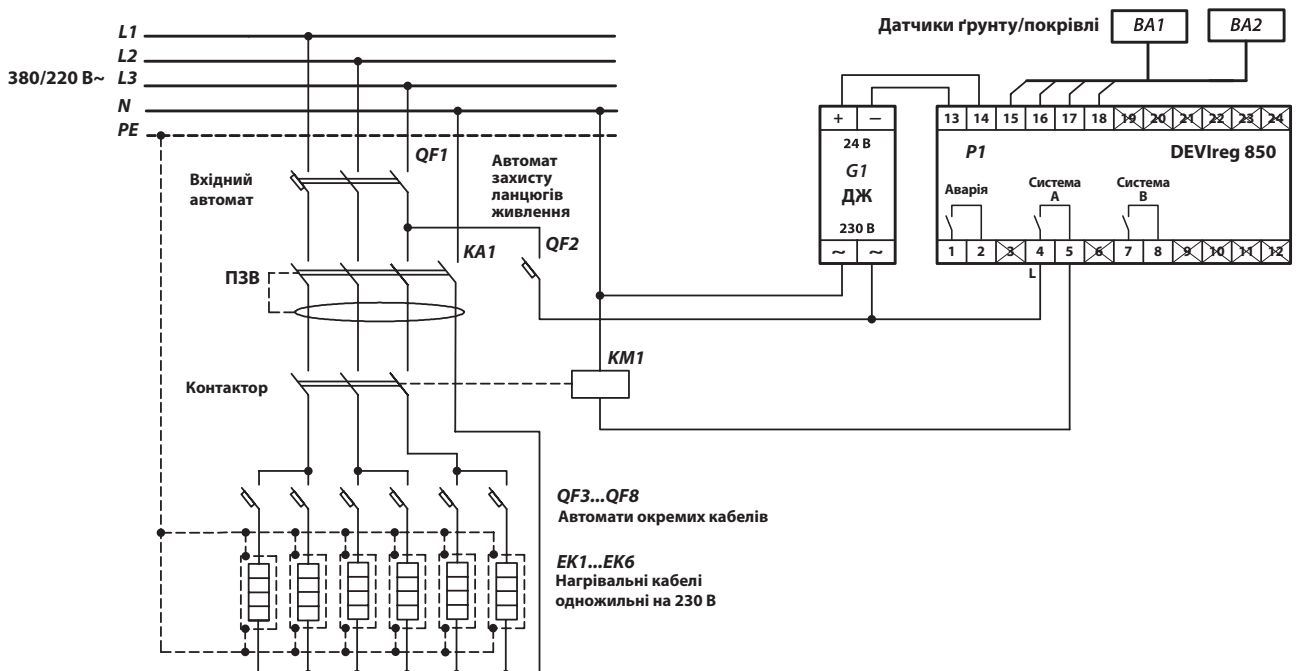 L1
L2
380/220 В~ L3
N
PE
Датчики ґрунту/покрівлі
BA1
BA2
QF1
Вхідний
автомат
Автомат
захисту
ланцюгів
живлення
QF2
KA1
ПЗВ
+ −
24 В
G1
ДЖ
230 В
~ ~
13 14 15 16 17 18 19 20 21 22 23 24
P1 DEVIreg 850
Аварія
Система
А
Система
В
1 2 3 4 5 6 7 8 9 10 11 12
L
KM1
Контактор
QF3...QF8
Автомати окремих кабелів
EK1...EK6
Нагрівальні кабелі
одножильні на 230 В